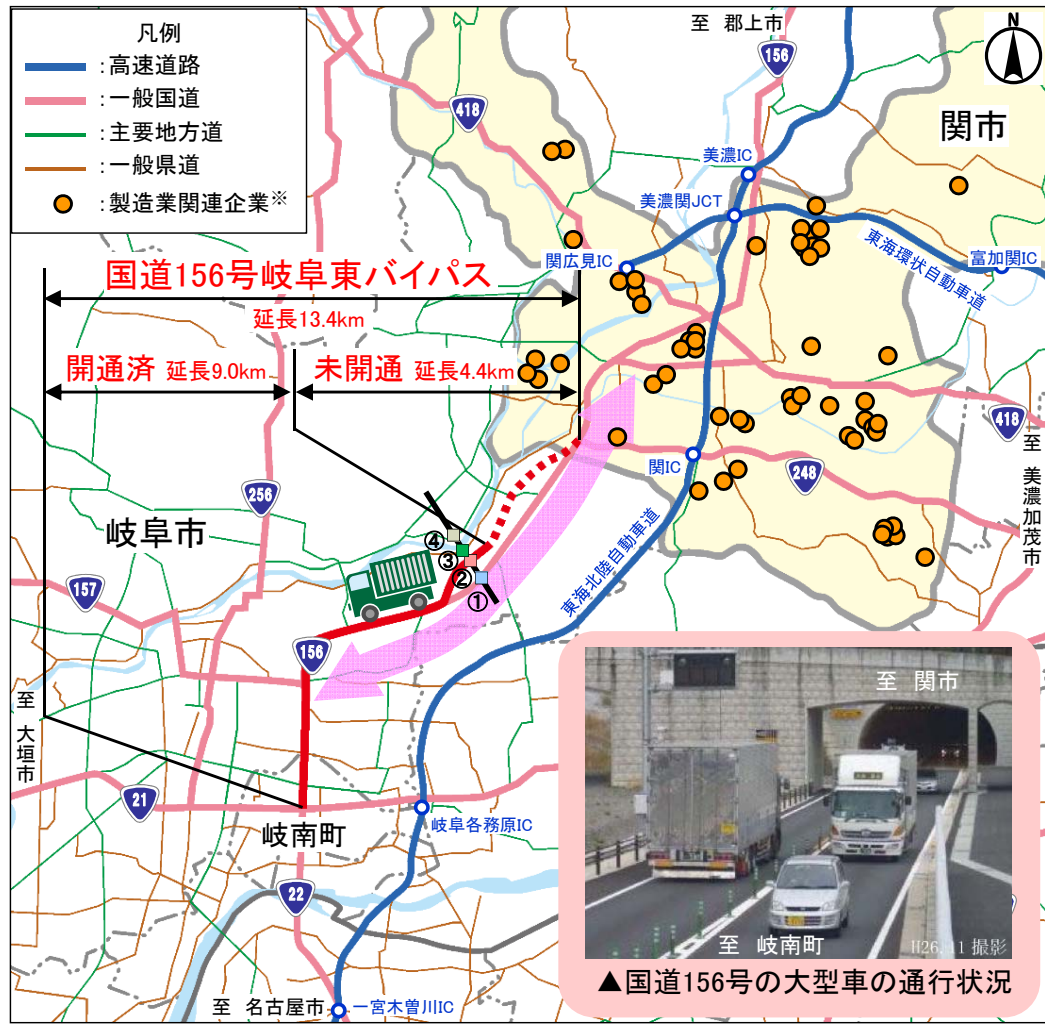 凡例
：高速道路
：一般国道
：主要地方道
：一般県道
：製造業関連企業※
至 郡上市
156
N
418
関市
美濃IC
美濃関JCT
東海環状自動車道
富加関IC
関広見IC
国道156号岐阜東バイパス
延長13.4km
開通済 延長9.0km
未開通 延長4.4km
418
至 美濃加茂市
関IC
248
256
岐阜市
④
③
②
①
157
東海北陸自動車道
156
至 大垣市
21
岐南町
岐阜各務原IC
22
至 名古屋市
一宮木曽川IC
至 関市
至 岐南町
H26.11 撮影
▲国道156号の大型車の通行状況